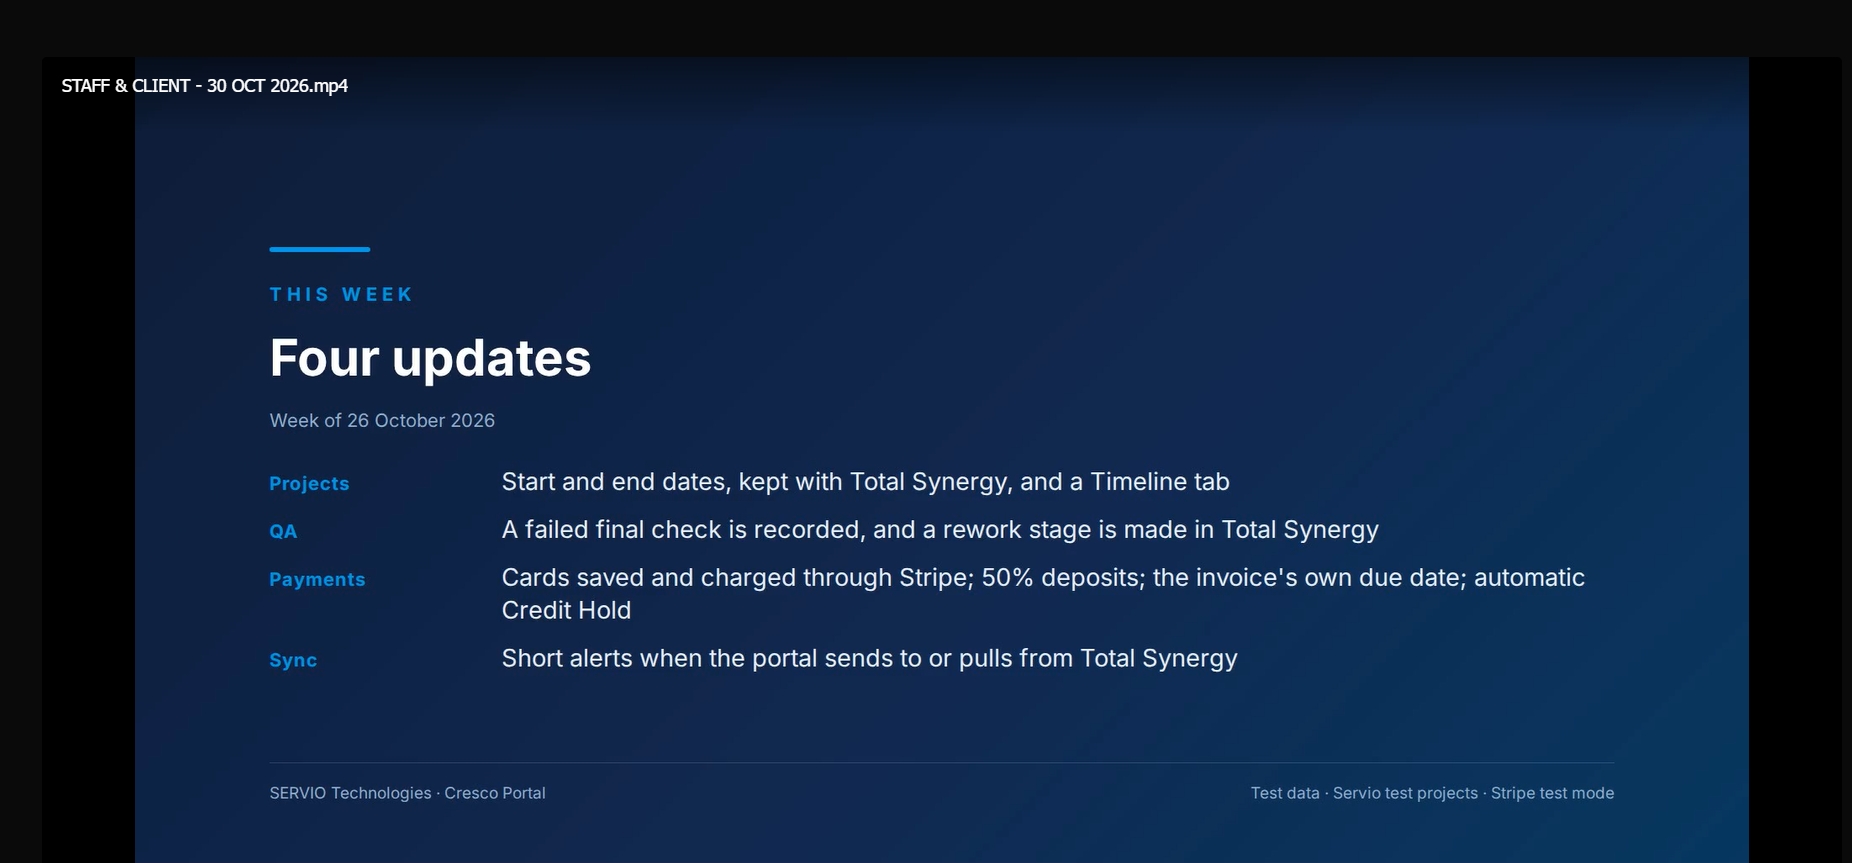 STAFF & CLIENT - 30 OCT 2026.mp4
THIS WEEK
Four updates
Week of 26 October 2026
Projects Start and end dates, kept with Total Synergy, and a Timeline tab
QA A failed final check is recorded, and a rework stage is made in Total Synergy
Payments Cards saved and charged through Stripe; 50% deposits; the invoice's own due date; automatic
Credit Hold
Sync Short alerts when the portal sends to or pulls from Total Synergy
SERVIO Technologies · Cresco Portal Test data · Servio test projects · Stripe test mode